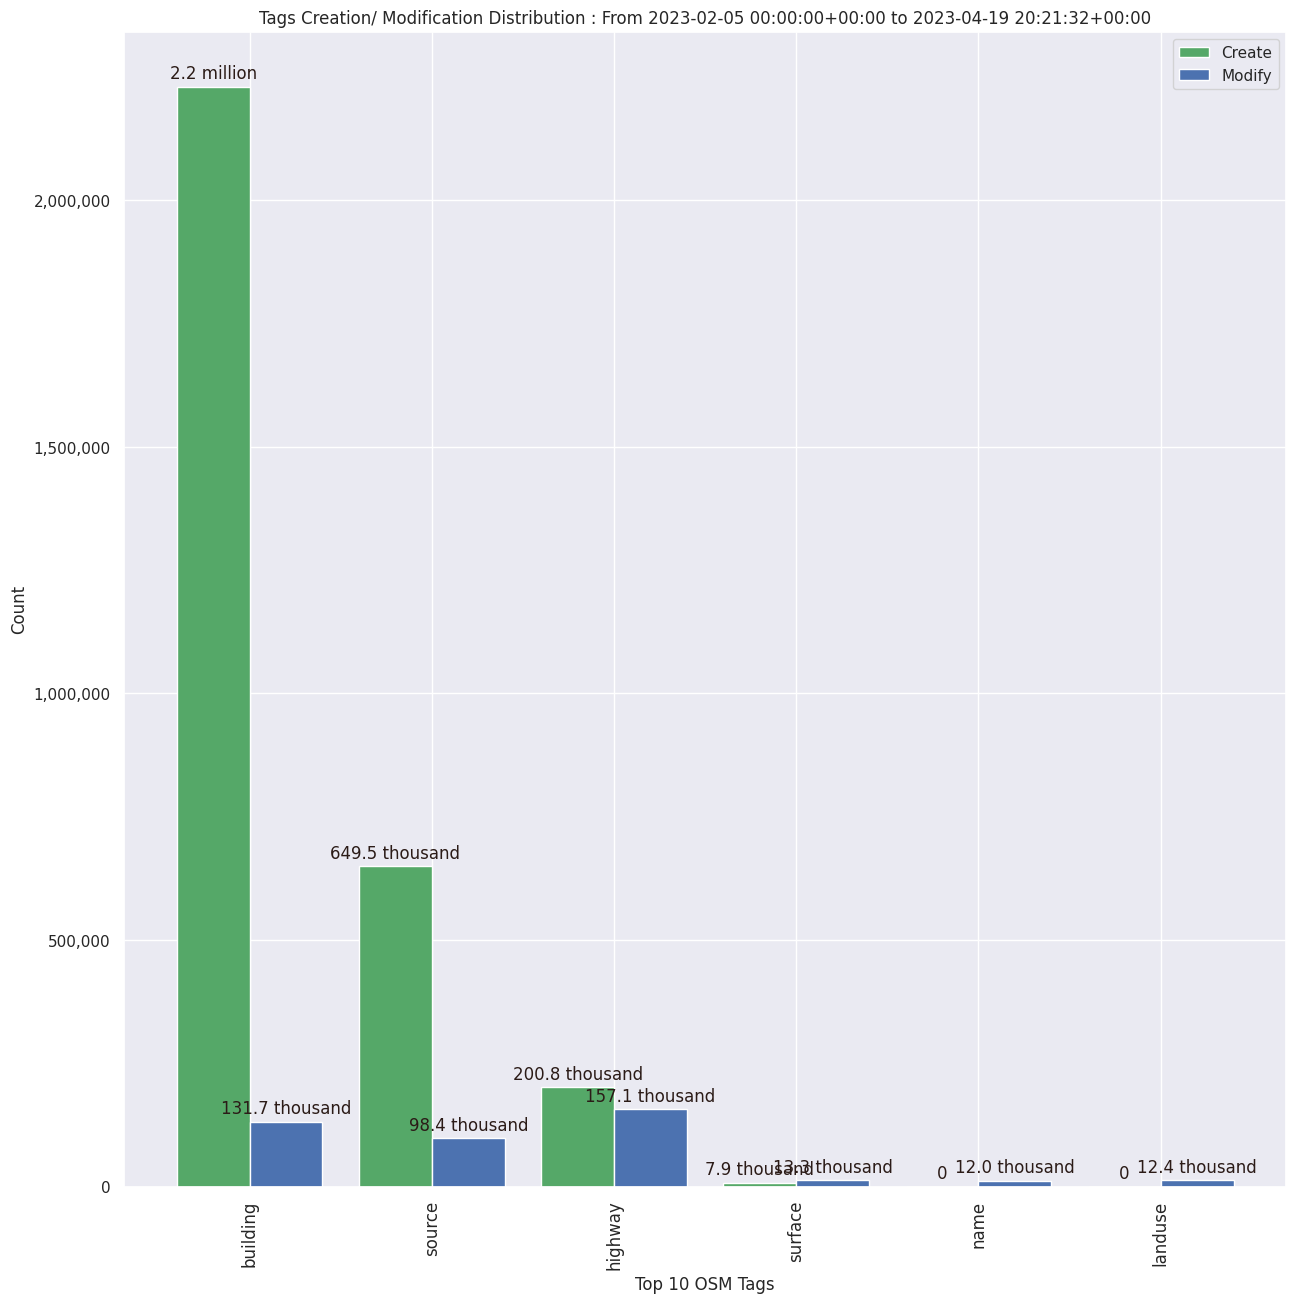 Tags Creation/ Modification Distribution : From 2023-02-05 00:00:00+00:00 to 2023-04-19 20:21:32+00:00
Create
Modify
2.2 million
2,000,000
1,500,000
1,000,000
500,000
0
Count
649.5 thousand
200.8 thousand
157.1 thousand
131.7 thousand
98.4 thousand
7.9 thousand
13.3 thousand
0
12.0 thousand
0
12.4 thousand
building
source
highway
surface
name
landuse
Top 10 OSM Tags